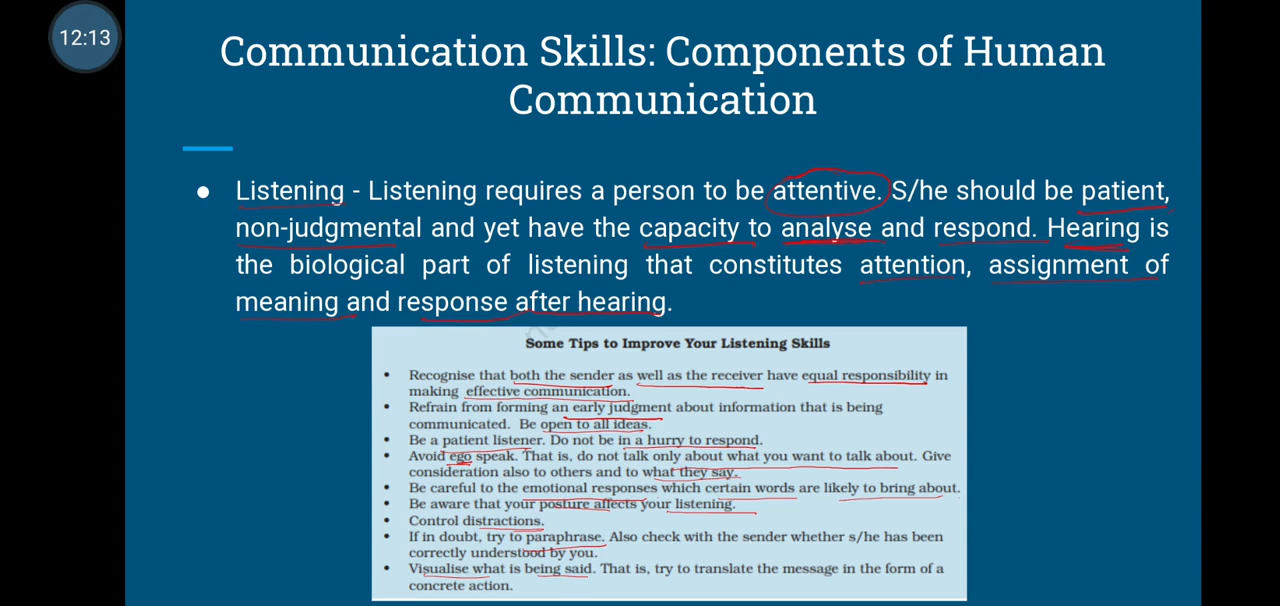 12:13
Communication Skills: Components of Human
Communication
● Listening - Listening requires a person to be attentive. S/he should be patient,
non-judgmental and yet have the capacity to analyse and respond. Hearing is
the biological part of listening that constitutes attention, assignment of
meaning and response after hearing.
Some Tips to Improve Your Listening Skills
• Recognise that both the sender as well as the receiver have equal responsibility in
making effective communication.
• Refrain from forming an early judgment about information that is being
communicated. Be open to all ideas.
• Be a patient listener. Do not be in a hurry to respond.
• Avoid ego speak. That is, do not talk only about what you want to talk about. Give
consideration also to others and to what they say.
• Be careful to the emotional responses which certain words are likely to bring about.
• Be aware that your posture affects your listening.
• Control distractions.
• If in doubt, try to paraphrase. Also check with the sender whether s/he has been
correctly understood by you.
• Visualise what is being said. That is, try to translate the message in the form of a
concrete action.